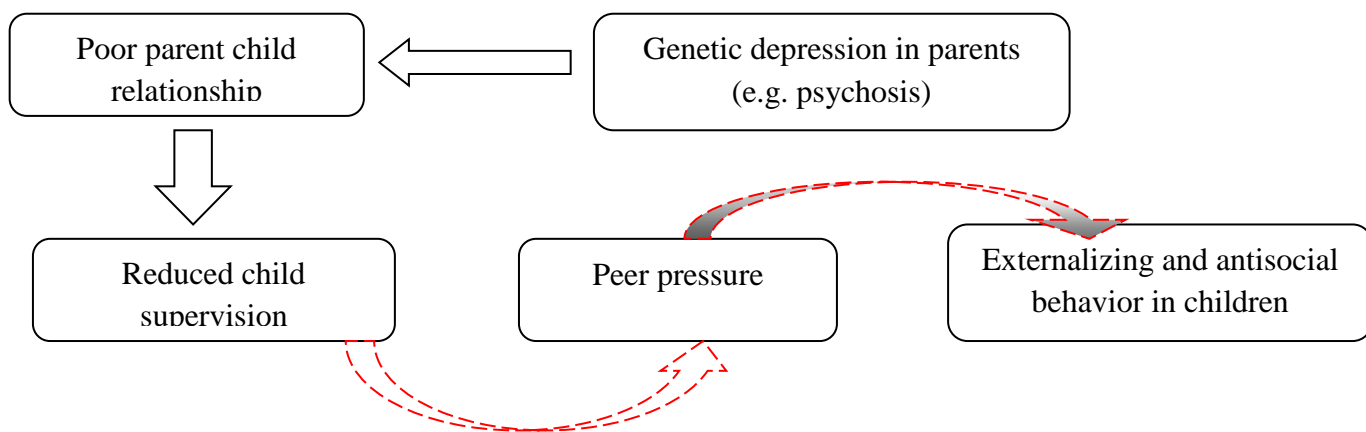 Poor parent child
relationship
Genetic depression in parents
(e.g. psychosis)
Reduced child
supervision
Peer pressure
Externalizing and antisocial
behavior in children